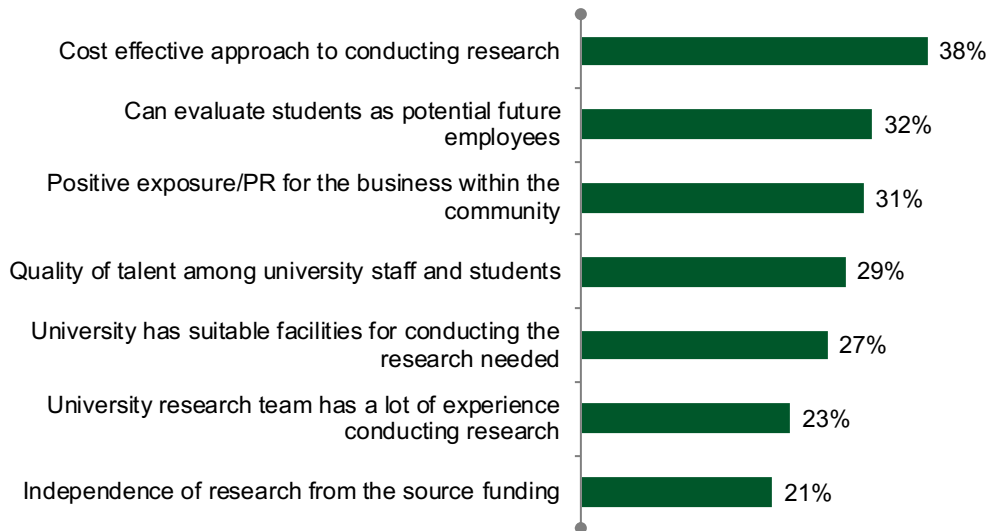 Cost effective approach to conducting research 38%
Can evaluate students as potential future
employees 32%
Positive exposure/PR for the business within the
community 31%
Quality of talent among university staff and students 29%
University has suitable facilities for conducting the
research needed 27%
University research team has a lot of experience
conducting research 23%
Independence of research from the source funding 21%